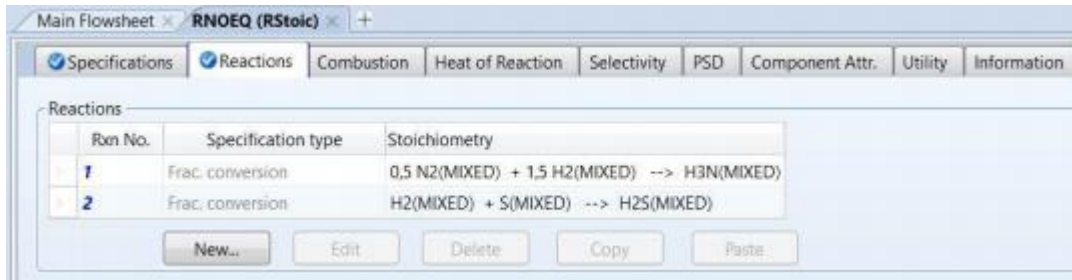 Main Flowsheet × RNOEQ (RStoic) × +
Specifications Reactions Combustion Heat of Reaction Selectivity PSD Component Attr. Utility Information
Reactions
Rxn No. Specification type Stoichiometry
1 Frac. conversion 0,5 N2(MIXED) + 1,5 H2(MIXED) --> H3N(MIXED)
2 Frac. conversion H2(MIXED) + S(MIXED) --> H2S(MIXED)
New... Edit Delete Copy Paste